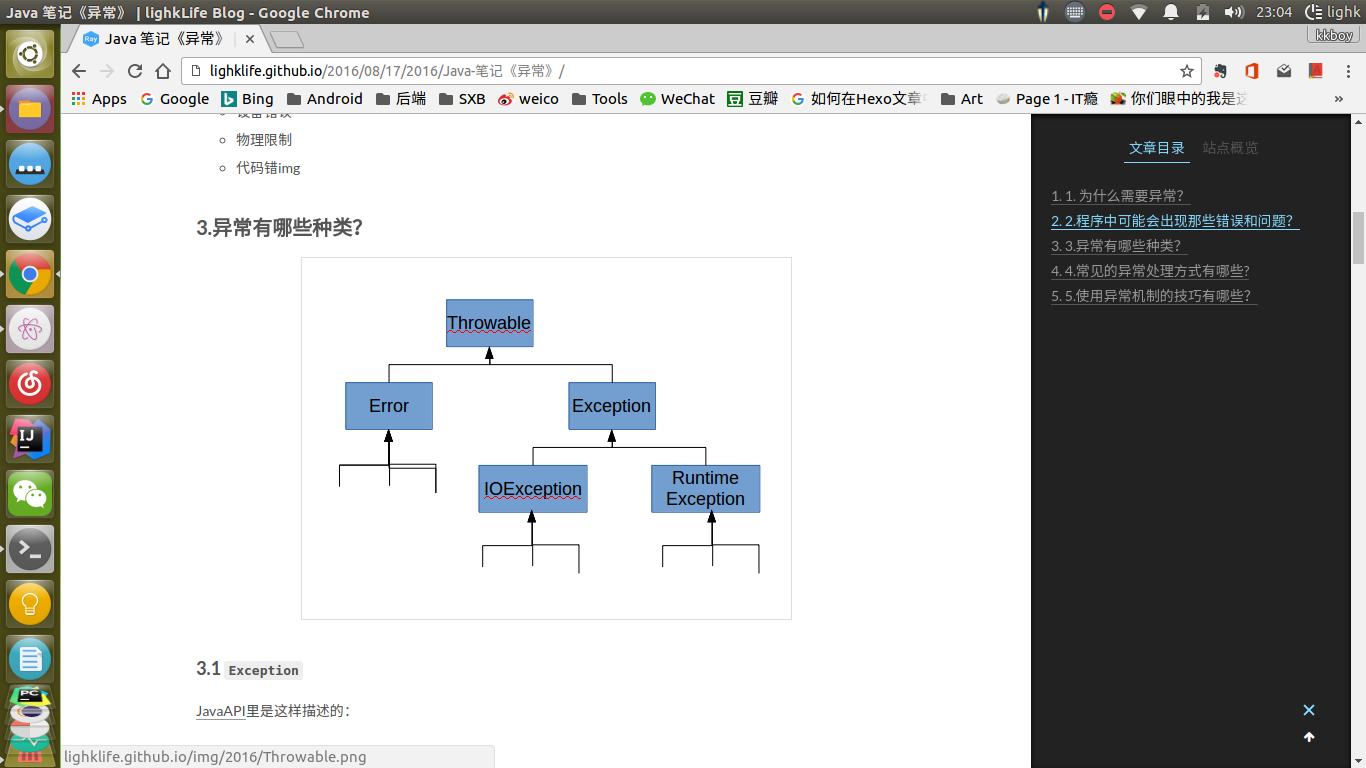 Java 笔记《异常》 | lighkLife Blog - Google Chrome
23:04
lighk
Java 笔记《异常》 |
kkboy
lighklife.github.io/2016/08/17/2016/Java-笔记《异常》/
Apps Google Bing Android 后端 SXB weico Tools WeChat 豆瓣 如何在Hexo文章中 Art Page 1 - IT瘾 你们眼中的我是这 »
设备错误
物理限制
代码错img
3.异常有哪些种类？
Throwable
Error
Exception
IOException
Runtime
Exception
3.1 Exception
JavaAPI里是这样描述的：
lighklife.github.io/img/2016/Throwable.png
文章目录 站点概览
1. 1. 为什么需要异常？
2. 2.程序中可能会出现那些错误和问题？
3. 3.异常有哪些种类？
4. 4.常见的异常处理方式有哪些?
5. 5.使用异常机制的技巧有哪些？